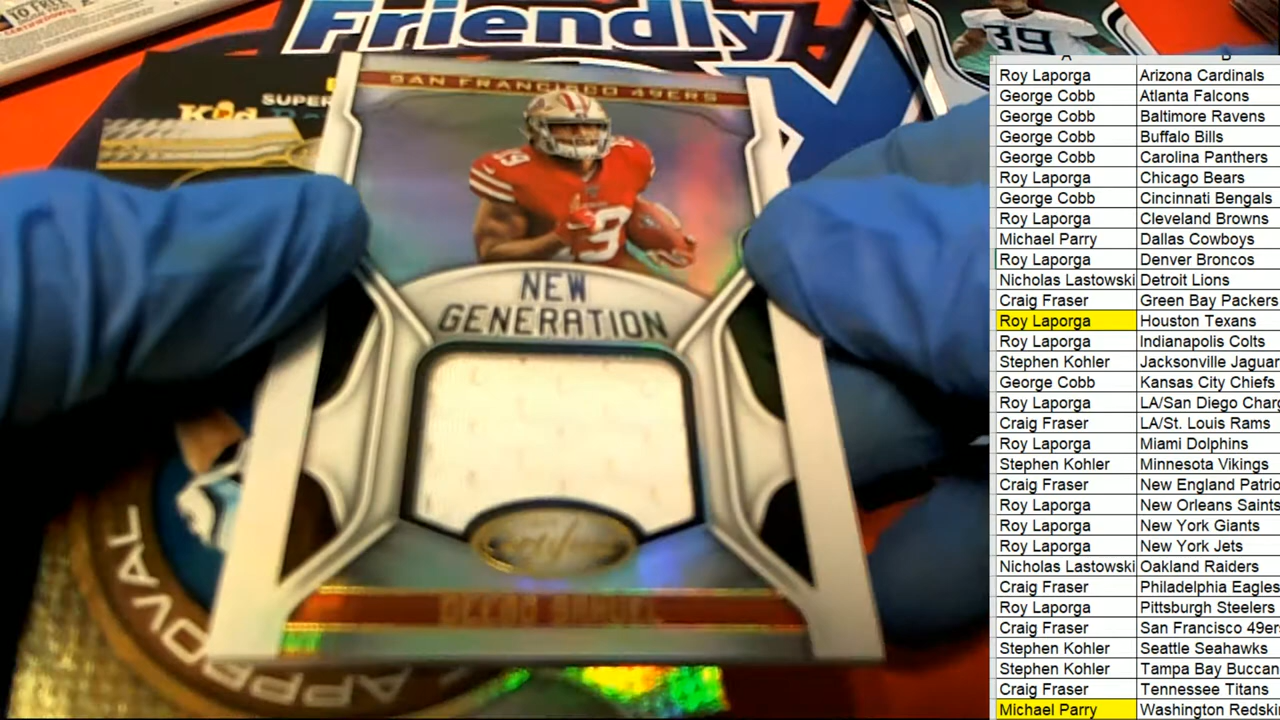 Friendly
SUPER
SAN FRANCISCO 49ERS
39
19
19
NEW
GENERATION
APPROVAL
A B
Roy Laporga Arizona Cardinals
George Cobb Atlanta Falcons
George Cobb Baltimore Ravens
George Cobb Buffalo Bills
George Cobb Carolina Panthers
Roy Laporga Chicago Bears
George Cobb Cincinnati Bengals
Roy Laporga Cleveland Browns
Michael Parry Dallas Cowboys
Roy Laporga Denver Broncos
Nicholas Lastowski Detroit Lions
Craig Fraser Green Bay Packers
Roy Laporga Houston Texans
Roy Laporga Indianapolis Colts
Stephen Kohler Jacksonville Jaguar
George Cobb Kansas City Chiefs
Roy Laporga LA/San Diego Charg
Craig Fraser LA/St. Louis Rams
Roy Laporga Miami Dolphins
Stephen Kohler Minnesota Vikings
Craig Fraser New England Patrio
Roy Laporga New Orleans Saints
Roy Laporga New York Giants
Roy Laporga New York Jets
Nicholas Lastowski Oakland Raiders
Craig Fraser Philadelphia Eagles
Roy Laporga Pittsburgh Steelers
Craig Fraser San Francisco 49er
Stephen Kohler Seattle Seahawks
Stephen Kohler Tampa Bay Buccan
Craig Fraser Tennessee Titans
Michael Parry Washington Redski